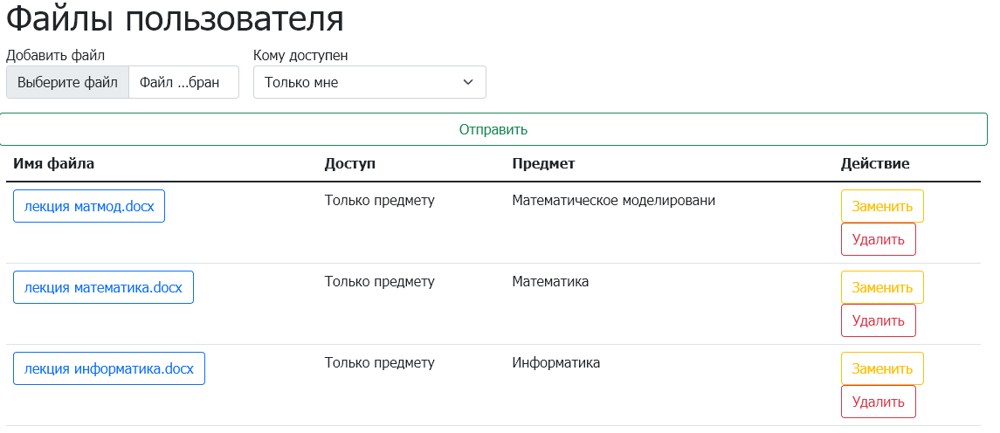 Файлы пользователя
Добавить файл Кому доступен
Выберите файл Файл ...бран Только мне
Отправить
Имя файла Доступ Предмет Действие
лекция матмод.docx Только предмету Математическое моделировани Заменить
Удалить
лекция математика.docx Только предмету Математика Заменить
Удалить
лекция информатика.docx Только предмету Информатика Заменить
Удалить